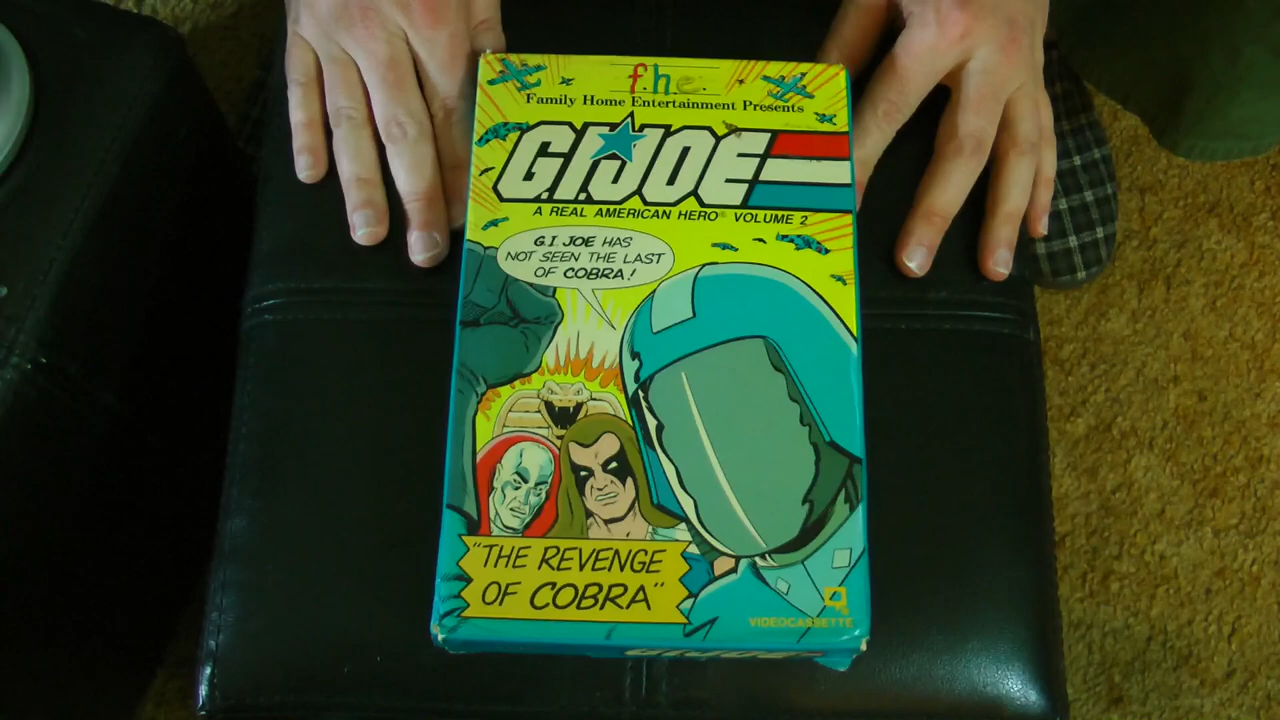 f.h.e.
Family Home Entertainment Presents
G.I. JOE
A REAL AMERICAN HERO® VOLUME 2
G.I. JOE HAS
NOT SEEN THE LAST
OF COBRA!
"THE REVENGE
OF COBRA"
VIDEOCASSETTE
G.I. JOE